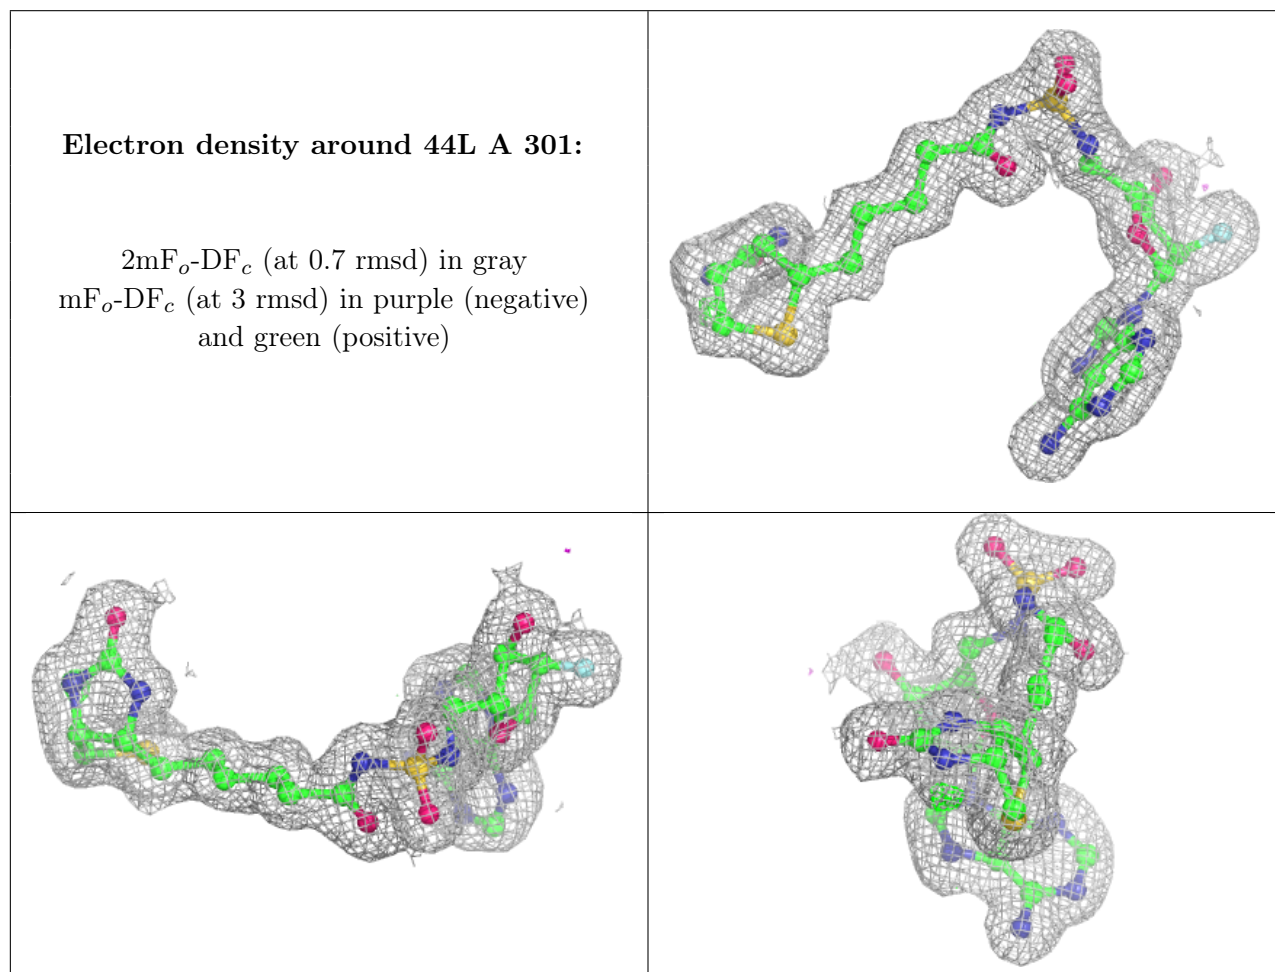 Electron density around 44L A 301:
2mFo-DFc (at 0.7 rmsd) in gray
mFo-DFc (at 3 rmsd) in purple (negative)
and green (positive)